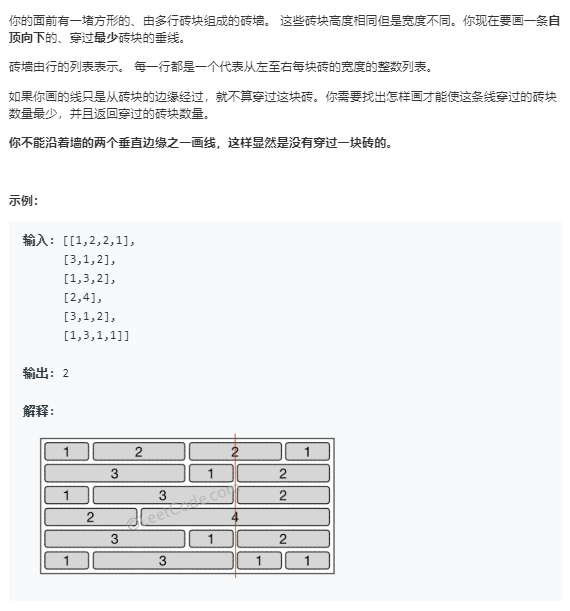 你的面前有一堵方形的、由多行砖块组成的砖墙。 这些砖块高度相同但是宽度不同。你现在要画一条自
顶向下的、穿过最少砖块的垂线。
砖墙由行的列表表示。 每一行都是一个代表从左至右每块砖的宽度的整数列表。
如果你画的线只是从砖块的边缘经过，就不算穿过这块砖。你需要找出怎样画才能使这条线穿过的砖块
数量最少，并且返回穿过的砖块数量。
你不能沿着墙的两个垂直边缘之一画线，这样显然是没有穿过一块砖的。
示例：
输入: [[1,2,2,1],
[3,1,2],
[1,3,2],
[2,4],
[3,1,2],
[1,3,1,1]]
输出: 2
解释:
1 2 2 1
3 1 2
1 3 2
2 4
3 1 2
1 3 1 1
©LeetCode.com